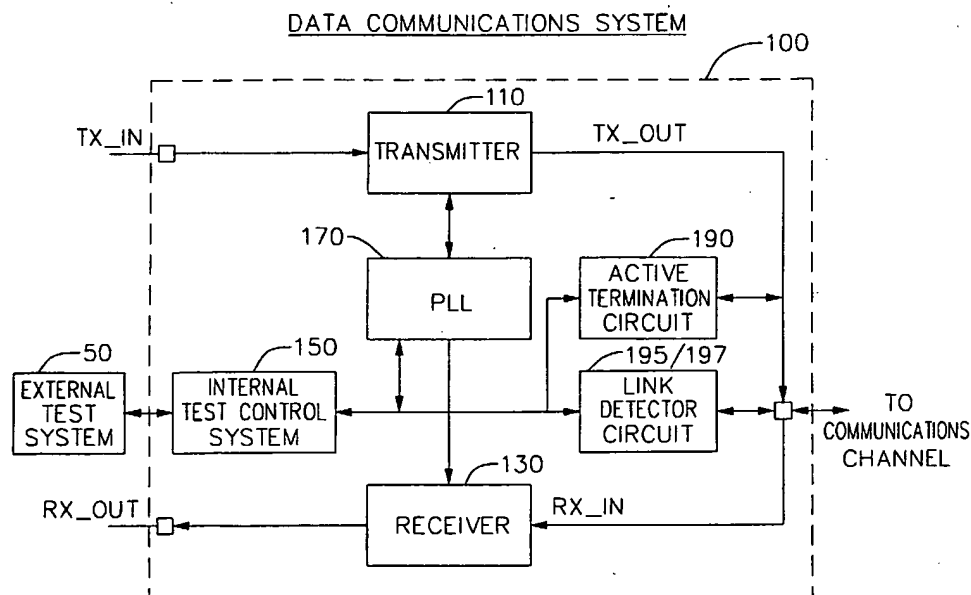 DATA COMMUNICATIONS SYSTEM
100
110
TX_IN
TRANSMITTER
TX_OUT
170
190
PLL
ACTIVE
TERMINATION
CIRCUIT
50
150
195/197
EXTERNAL
TEST
SYSTEM
INTERNAL
TEST CONTROL
SYSTEM
LINK
DETECTOR
CIRCUIT
TO
COMMUNICATIONS
CHANNEL
130
RX_OUT
RECEIVER
RX_IN